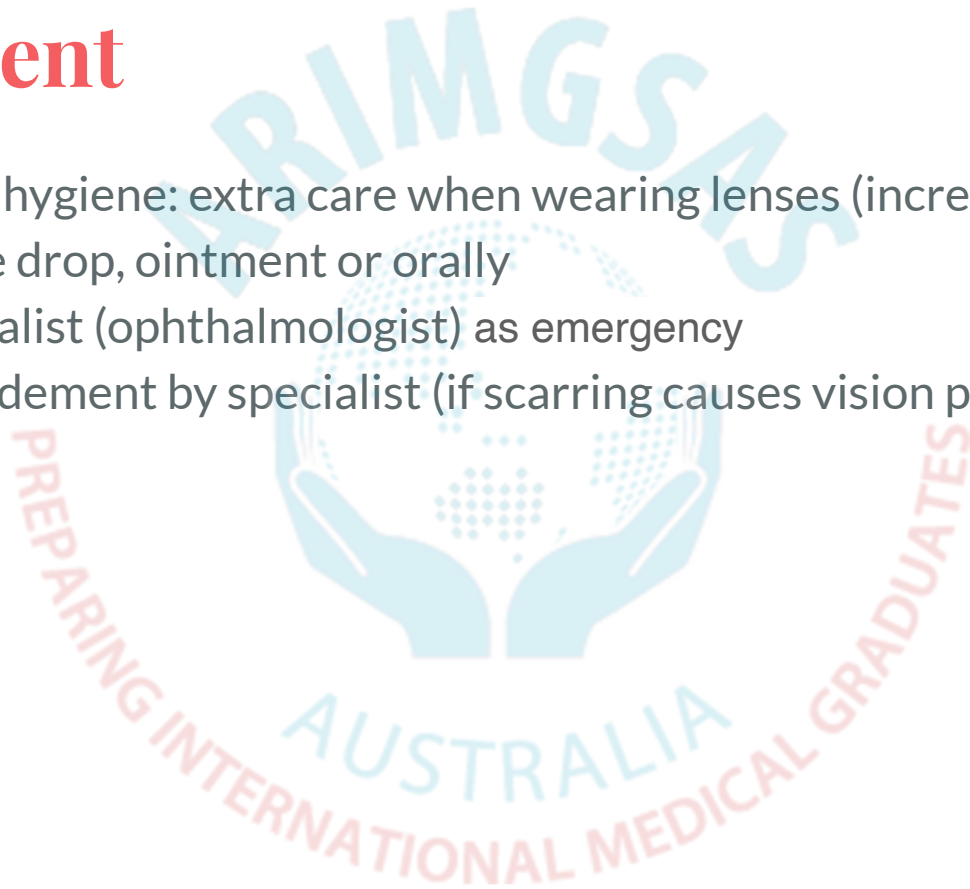 ent
hygiene: extra care when wearing lenses (incre
e drop, ointment or orally
alist (ophthalmologist) as emergency
dement by specialist (if scarring causes vision p
ARIMGSAS
AUSTRALIA
PREPARING INTERNATIONAL MEDICAL GRADUATES